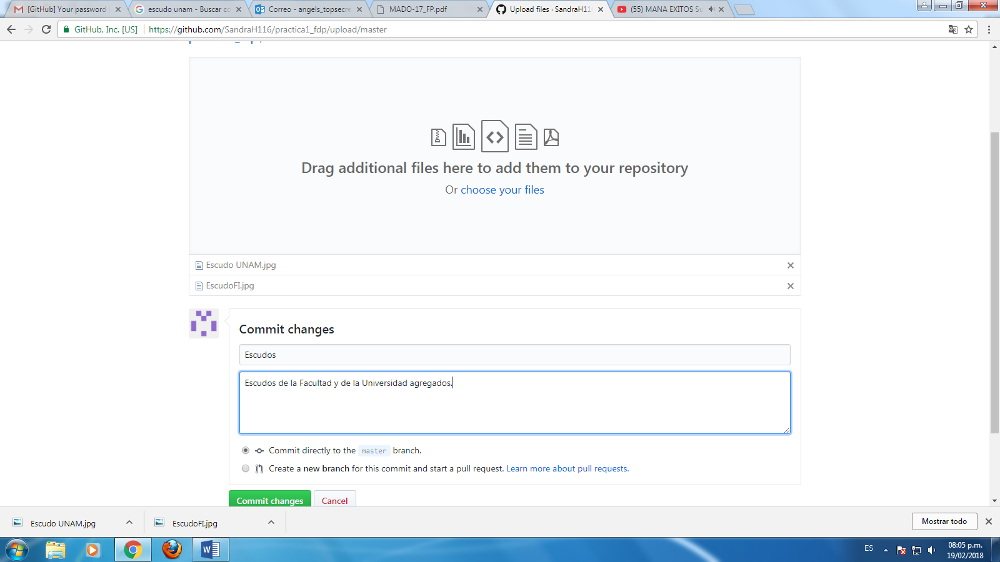 [GitHub] Your password
escudo unam - Buscar co
Correo - angels_topsecre
MADO-17_FP.pdf
Upload files · SandraH11
(55) MANA EXITOS Su
GitHub, Inc. [US]
https://github.com/SandraH116/practica1_fdp/upload/master
Drag additional files here to add them to your repository
Or choose your files
Escudo UNAM.jpg
EscudoFI.jpg
Commit changes
Escudos
Escudos de la Facultad y de la Universidad agregados.
Commit directly to the master branch.
Create a new branch for this commit and start a pull request. Learn more about pull requests.
Commit changes
Cancel
Escudo UNAM.jpg
EscudoFI.jpg
Mostrar todo
ES
08:05 p.m.
19/02/2018